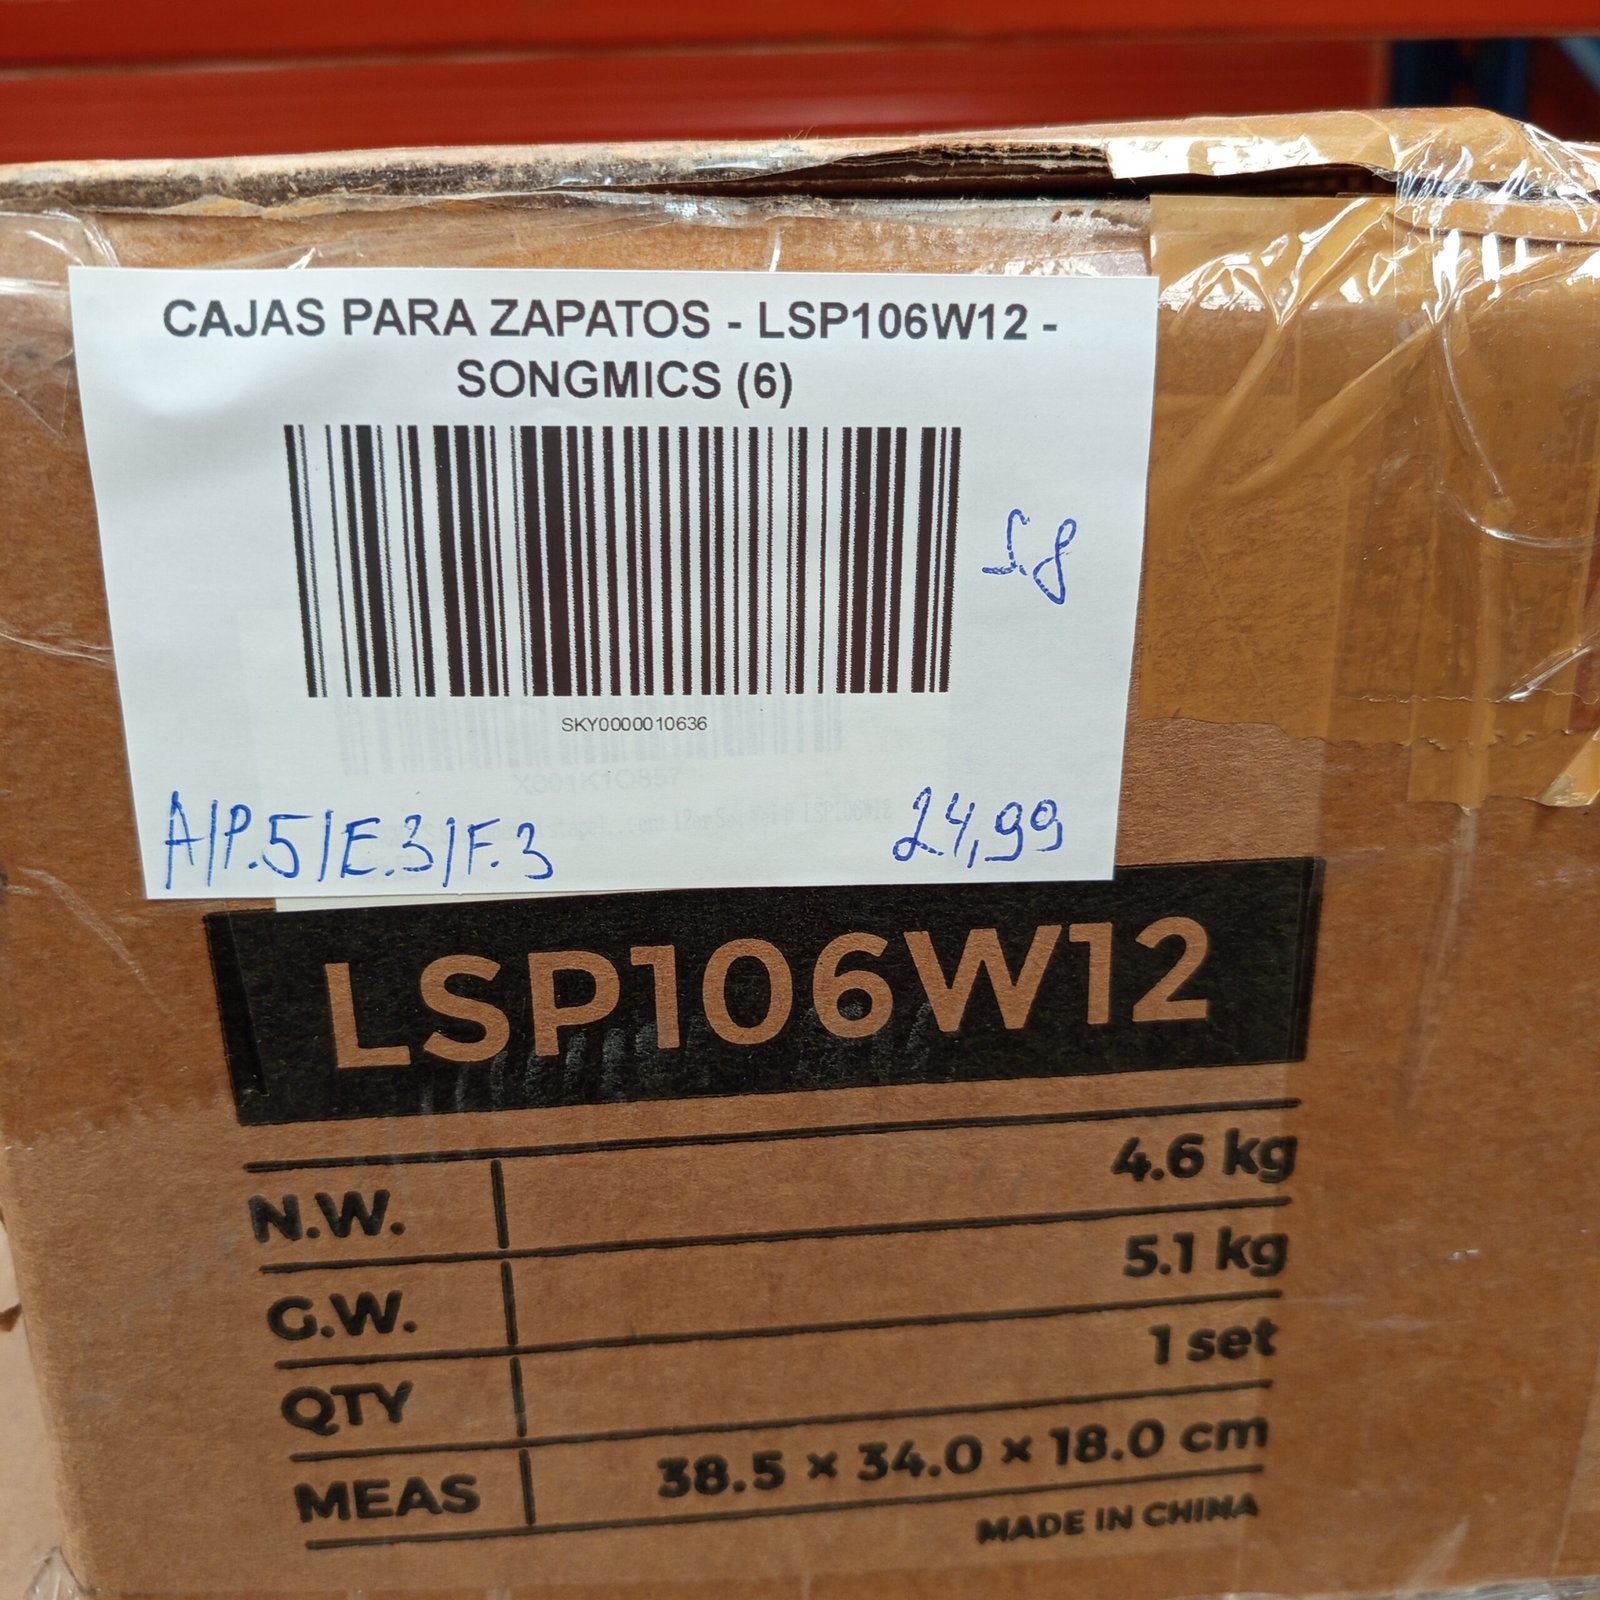 CAJAS PARA ZAPATOS - LSP106W12 -
SONGMICS (6)
S.8
SKY0000010636
A/P.5/E.3/F.3
24,99
LSP106W12
N.W. 4.6 kg
G.W. 5.1 kg
QTY 1 set
MEAS 38.5 × 34.0 × 18.0 cm
MADE IN CHINA